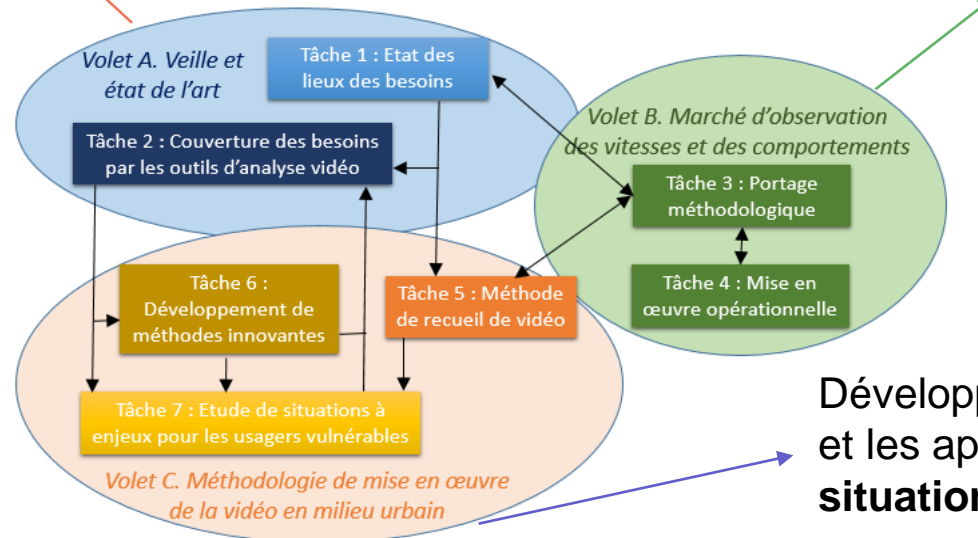 Volet A. Veille et
état de l'art
Tâche 1 : Etat des
lieux des besoins
Tâche 2 : Couverture des besoins
par les outils d'analyse vidéo
Volet B. Marché d'observation
des vitesses et des comportements
Tâche 3 : Portage
méthodologique
Tâche 4 : Mise en
œuvre opérationnelle
Tâche 6 :
Développement de
méthodes innovantes
Tâche 5 : Méthode
de recueil de vidéo
Tâche 7 : Etude de situations à
enjeux pour les usagers vulnérables
Volet C. Méthodologie de mise en œuvre
de la vidéo en milieu urbain
Développ
et les ap
situation